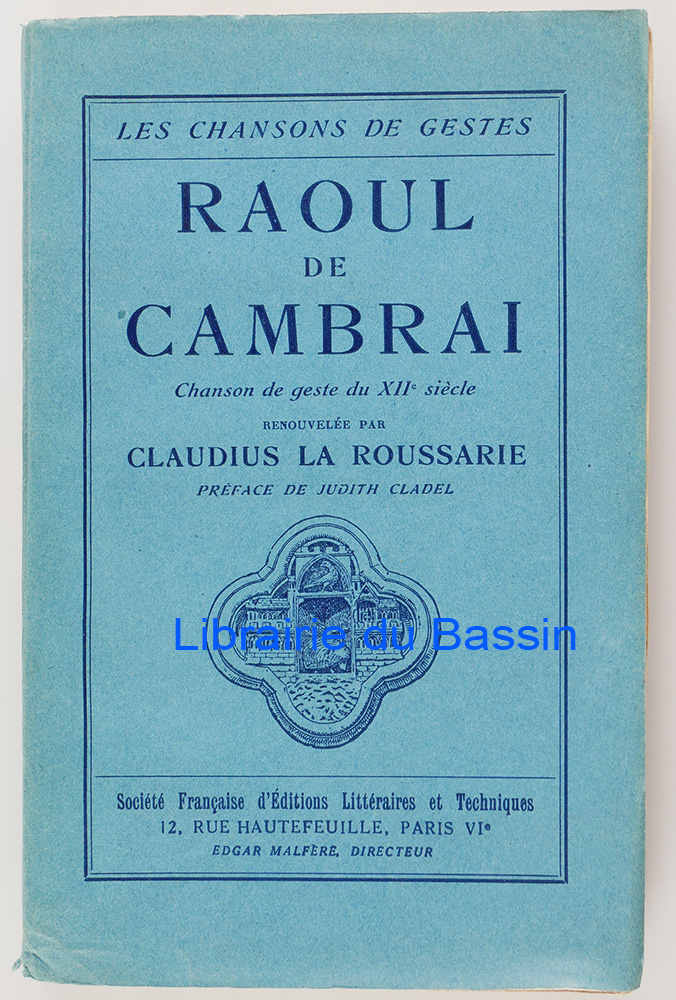 LES CHANSONS DE GESTES
RAOUL
DE
CAMBRAI
Chanson de geste du XIIe siècle
RENOUVELÉE PAR
CLAUDIUS LA ROUSSARIE
PRÉFACE DE JUDITH CLADEL
Librairie du Bassin
Société Française d'Éditions Littéraires et Techniques
12, RUE HAUTEFEUILLE, PARIS VIe
EDGAR MALFÈRE, DIRECTEUR